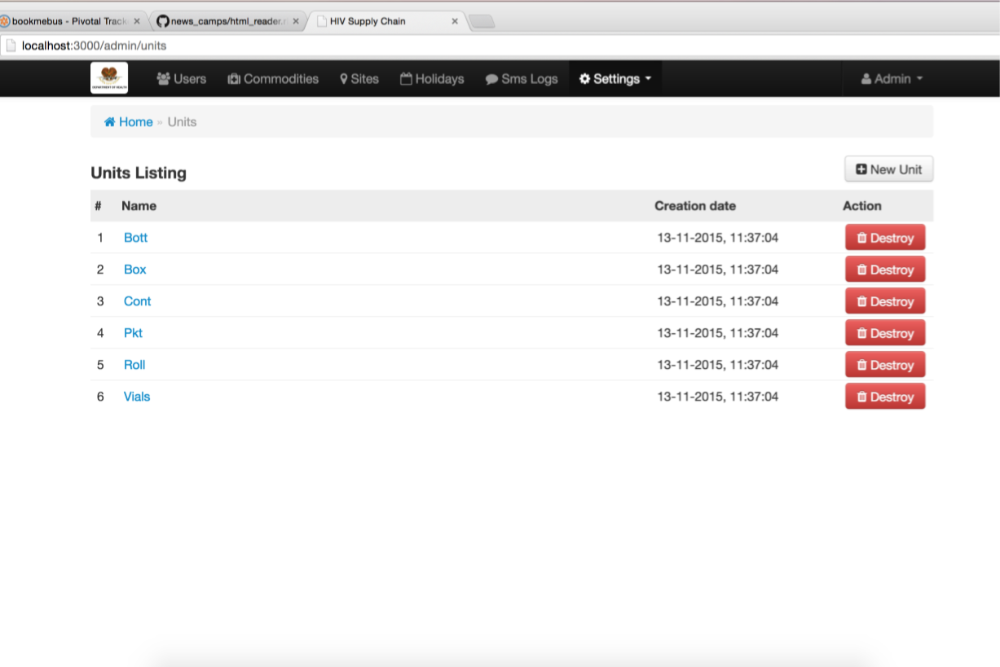 bookmebus - Pivotal Track × news_camps/html_reader.r × HIV Supply Chain ×
localhost:3000/admin/units
DEPARTMENT OF HEALTH Users Commodities Sites Holidays Sms Logs Settings Admin
Home » Units
Units Listing New Unit
# Name Creation date Action
1 Bott 13-11-2015, 11:37:04 Destroy
2 Box 13-11-2015, 11:37:04 Destroy
3 Cont 13-11-2015, 11:37:04 Destroy
4 Pkt 13-11-2015, 11:37:04 Destroy
5 Roll 13-11-2015, 11:37:04 Destroy
6 Vials 13-11-2015, 11:37:04 Destroy